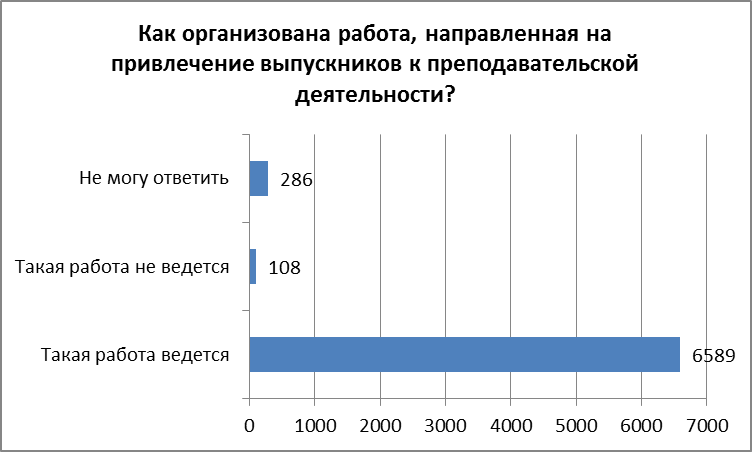 Как организована работа, направленная на
привлечение выпускников к преподавательской
деятельности?
Не могу ответить
286
Такая работа не ведется
108
Такая работа ведется
6589
0 1000 2000 3000 4000 5000 6000 7000